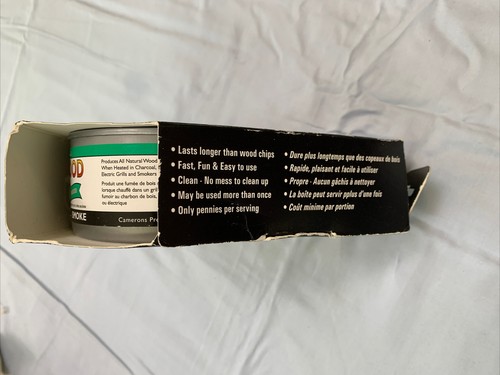 OD
Produces All Natural Wood
When Heated in Charcoal,
Electric Grills and Smokers
Produit une fumée de bois
lorsque chauffé dans un gril
fumoir au charbon de bois,
ou électrique
SMOKE
Camerons Pr
• Lasts longer than wood chips
• Fast, Fun & Easy to use
• Clean - No mess to clean up
• May be used more than once
• Only pennies per serving
• Dure plus longtemps que des copeaux de bois
• Rapide, plaisant et facile à utiliser
• Propre - Aucun gâchis à nettoyer
• La boîte peut servir pplus d'une fois
• Coût minime par portion